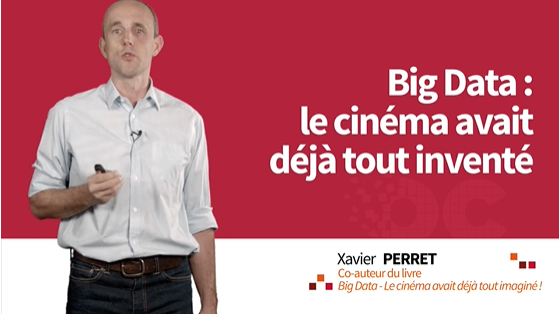 Big Data :
le cinéma avait
déjà tout inventé
Xavier PERRET
Co-auteur du livre
Big Data - Le cinéma avait déjà tout imaginé !